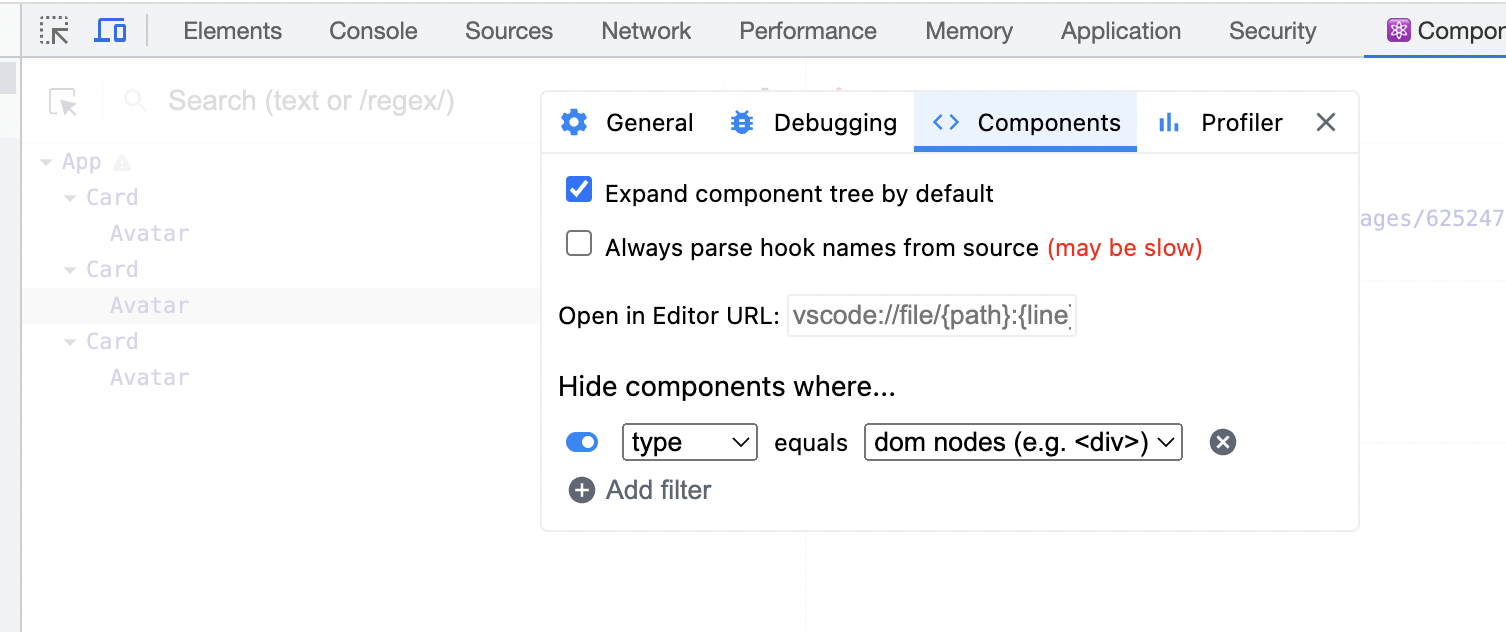 Elements Console Sources Network Performance Memory Application Security Compor
Search (text or /regex/)
General Debugging Components Profiler
App
Card
Avatar
Card
Avatar
Card
Avatar
Expand component tree by default
Always parse hook names from source (may be slow)
ages/625247
Open in Editor URL: vscode://file/{path}:{line
Hide components where...
type equals dom nodes (e.g. <div>)
Add filter